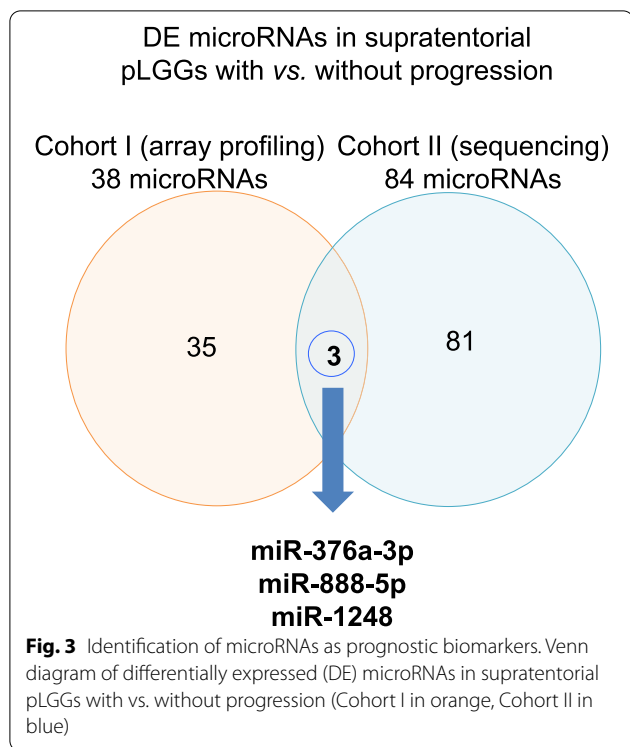 DE microRNAs in supratentorial
pLGGs with vs. without progression
Cohort I (array profiling) Cohort II (sequencing)
38 microRNAs 84 microRNAs
35 3 81
miR-376a-3p
miR-888-5p
miR-1248
Fig. 3 Identification of microRNAs as prognostic biomarkers. Venn
diagram of differentially expressed (DE) microRNAs in supratentorial
pLGGs with vs. without progression (Cohort I in orange, Cohort II in
blue)